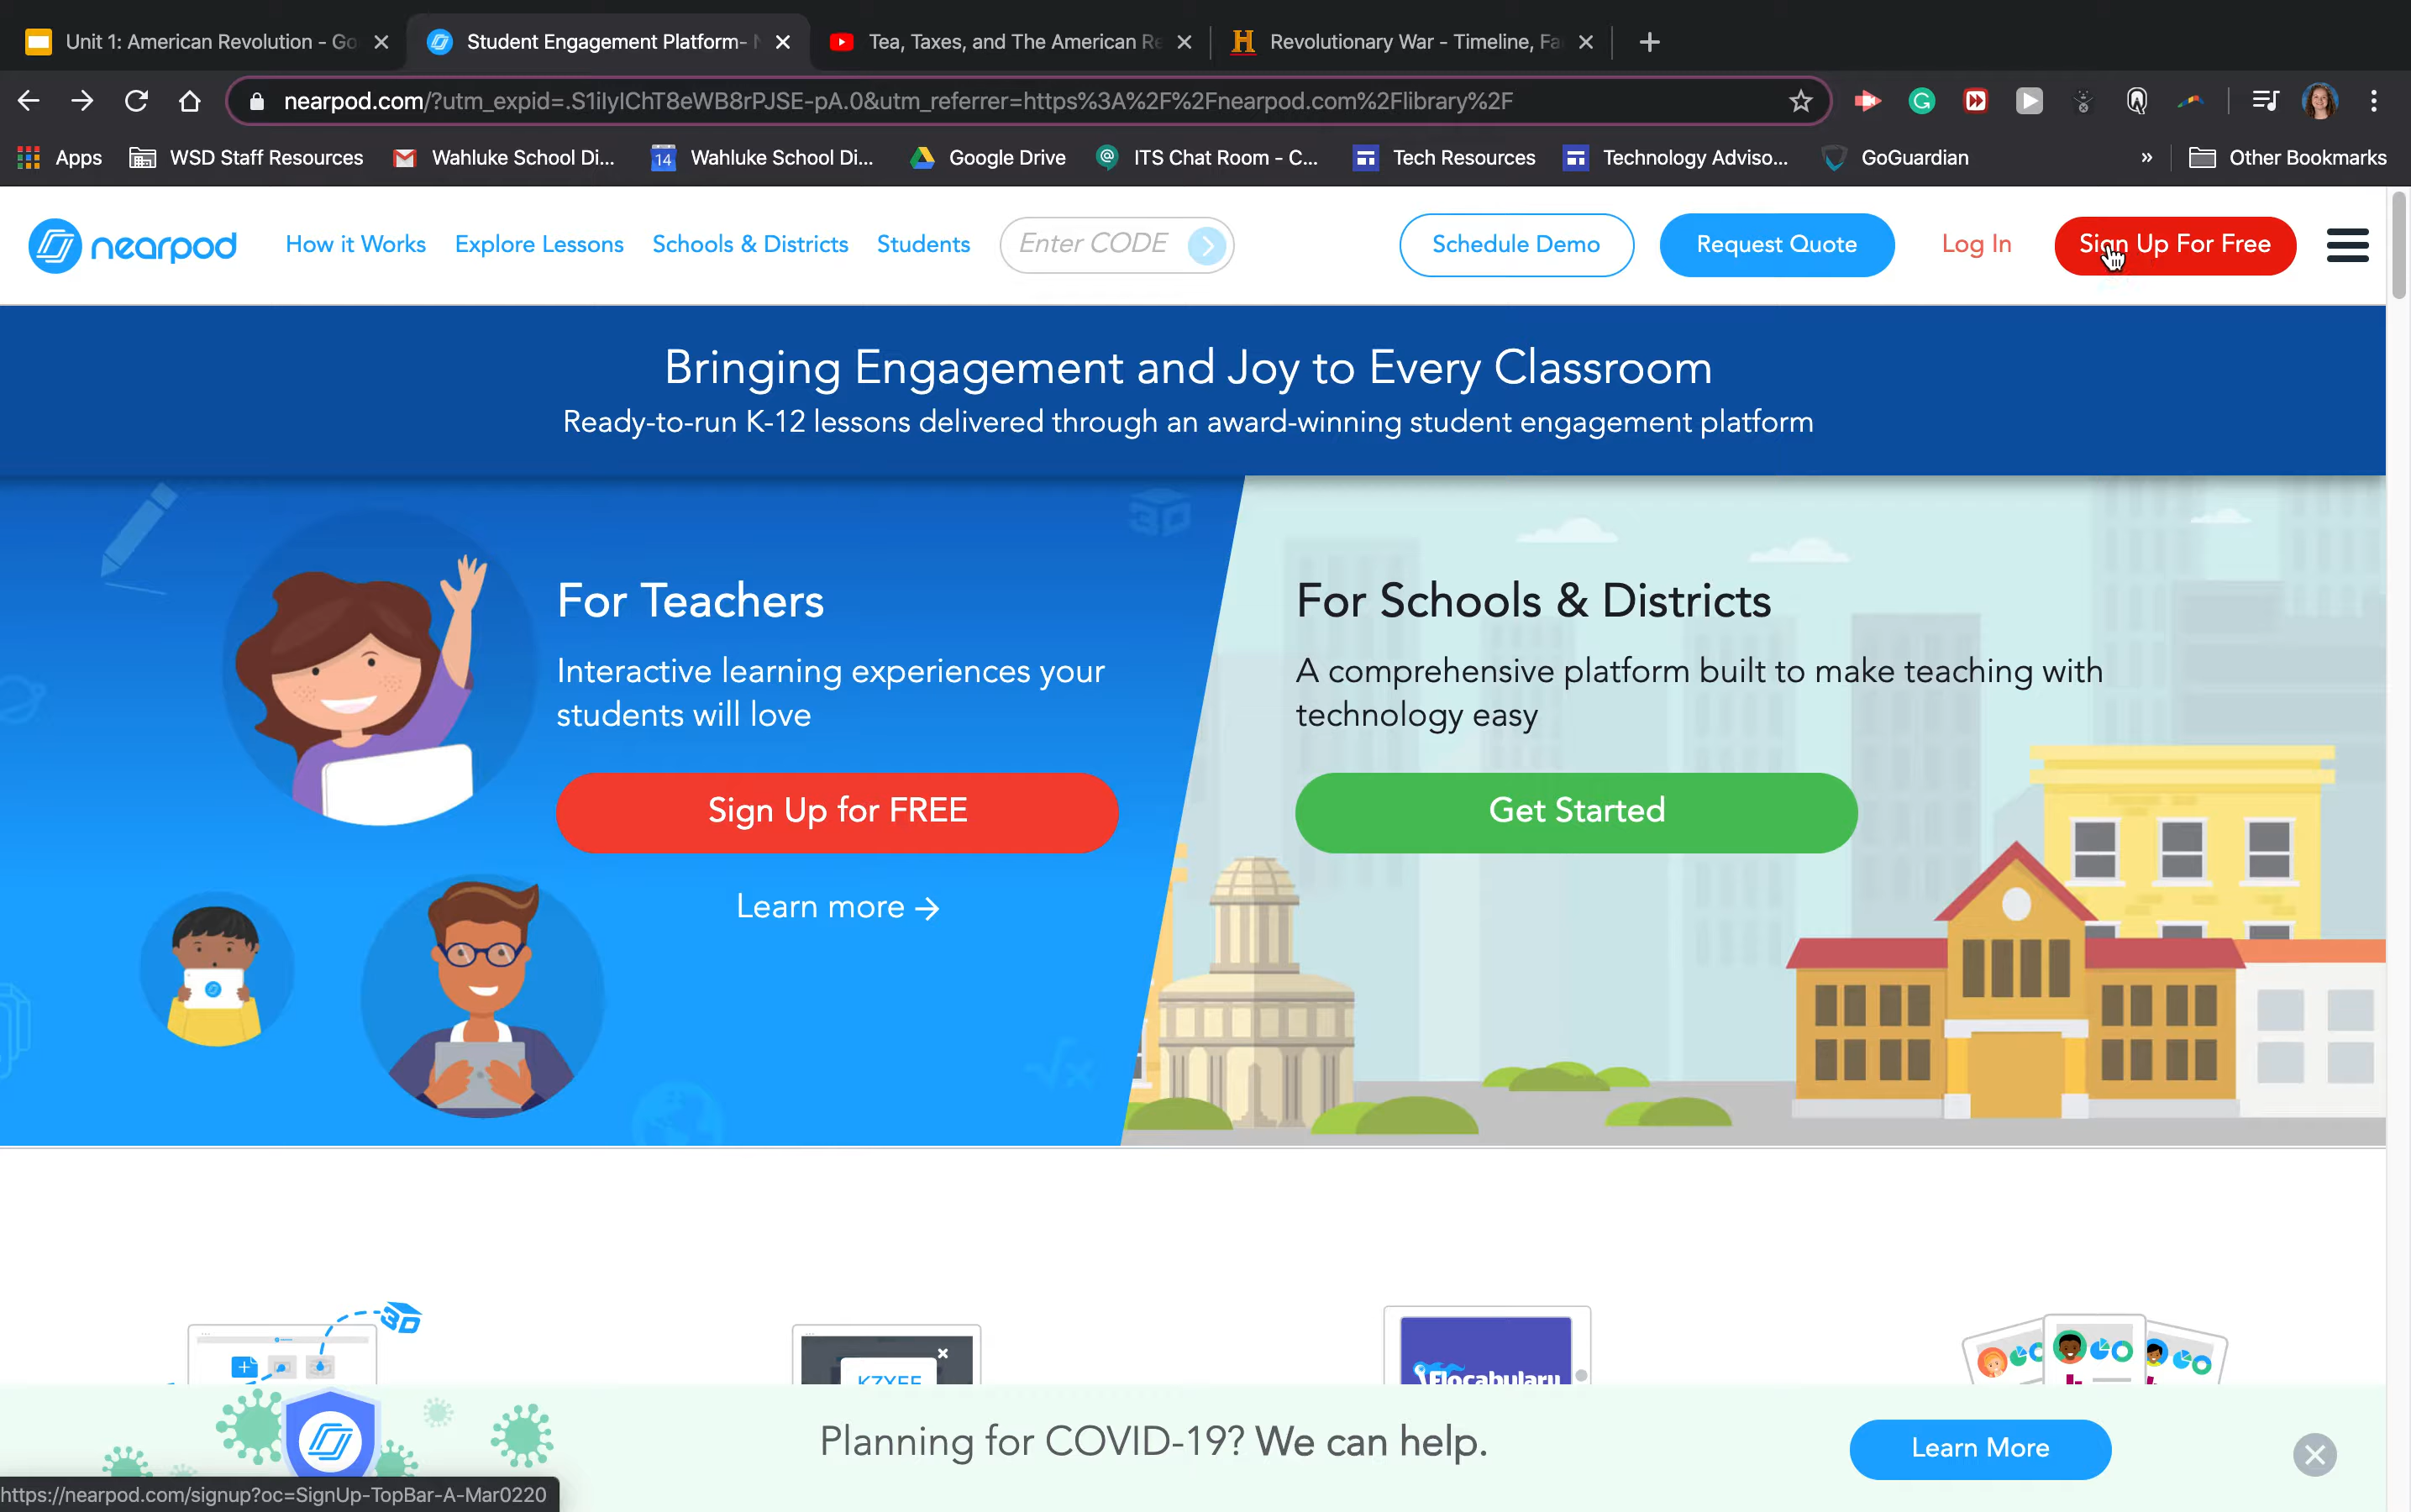 Unit 1: American Revolution - Go
Student Engagement Platform-
Tea, Taxes, and The American Re
Revolutionary War - Timeline, Fa
nearpod.com/?utm_expid=.S1iIyIChT8eWB8rPJSE-pA.0&utm_referrer=https%3A%2F%2Fnearpod.com%2Flibrary%2F
Apps
WSD Staff Resources
Wahluke School Di...
14
Wahluke School Di...
Google Drive
ITS Chat Room - C...
Tech Resources
Technology Adviso...
GoGuardian
»
Other Bookmarks
nearpod
How it Works
Explore Lessons
Schools & Districts
Students
Enter CODE
Schedule Demo
Request Quote
Log In
Sign Up For Free
Bringing Engagement and Joy to Every Classroom
Ready-to-run K-12 lessons delivered through an award-winning student engagement platform
3D
For Teachers
Interactive learning experiences your
students will love
Sign Up for FREE
Learn more →
For Schools & Districts
A comprehensive platform built to make teaching with
technology easy
Get Started
√x
3D
KZYFE
Flocabulary
Planning for COVID-19? We can help.
Learn More
https://nearpod.com/signup?oc=SignUp-TopBar-A-Mar0220